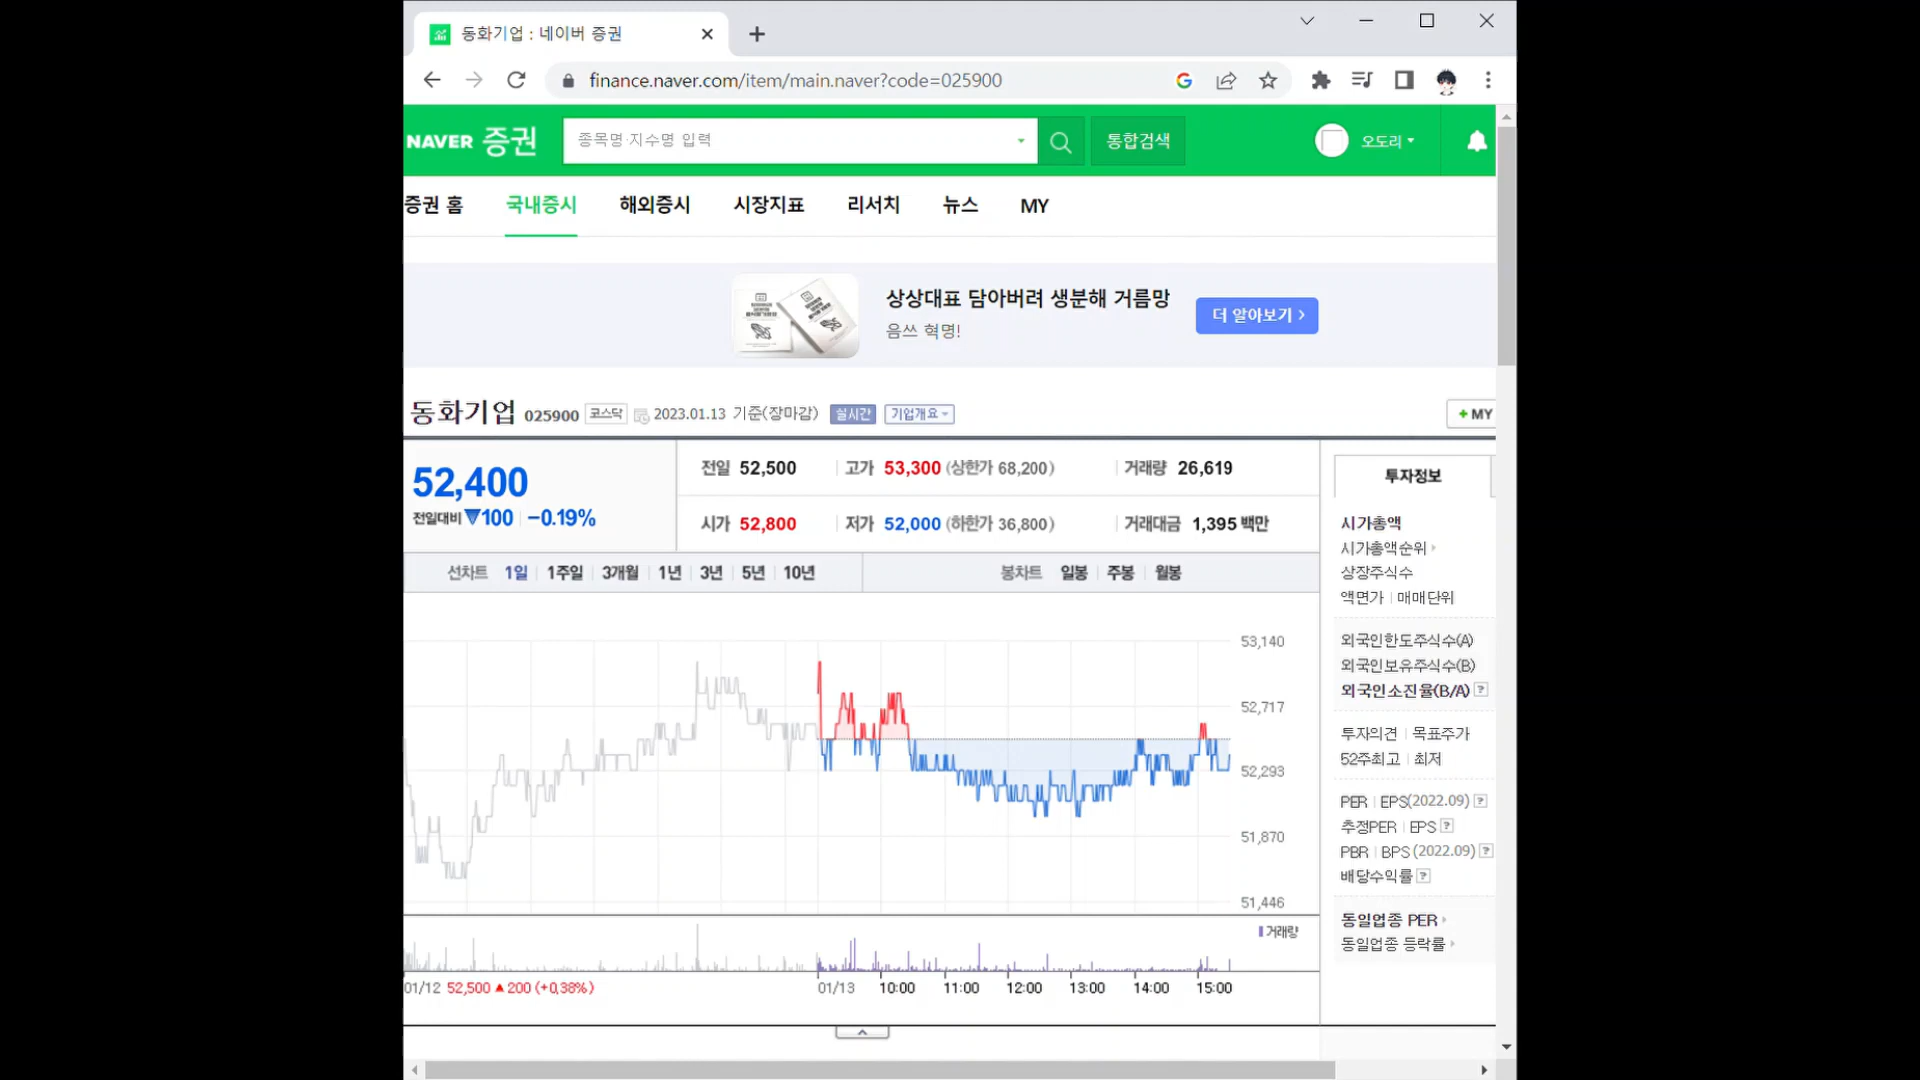 동화기업 : 네이버 증권
finance.naver.com/item/main.naver?code=025900
NAVER 증권
종목명·지수명 입력
통합검색
오도리
증권 홈 국내증시 해외증시 시장지표 리서치 뉴스 MY
상상대표 담아버려 생분해 거름망
음쓰 혁명!
더 알아보기 >
동화기업 025900 코스닥 2023.01.13 기준(장마감) 실시간 기업개요
+ MY
52,400
전일대비 ▼100 -0.19%
전일 52,500 고가 53,300 (상한가 68,200) 거래량 26,619
시가 52,800 저가 52,000 (하한가 36,800) 거래대금 1,395 백만
선차트 1일 1주일 3개월 1년 3년 5년 10년
봉차트 일봉 주봉 월봉
53,140
52,717
52,293
51,870
51,446
거래량
01/12 52,500 ▲200 (+0.38%)
01/13 10:00 11:00 12:00 13:00 14:00 15:00
투자정보
시가총액
시가총액순위
상장주식수
액면가 | 매매단위
외국인한도주식수(A)
외국인보유주식수(B)
외국인소진율(B/A) ?
투자의견 | 목표주가
52주최고 | 최저
PER | EPS(2022.09) ?
추정PER | EPS ?
PBR | BPS (2022.09) ?
배당수익률 ?
동일업종 PER
동일업종 등락률